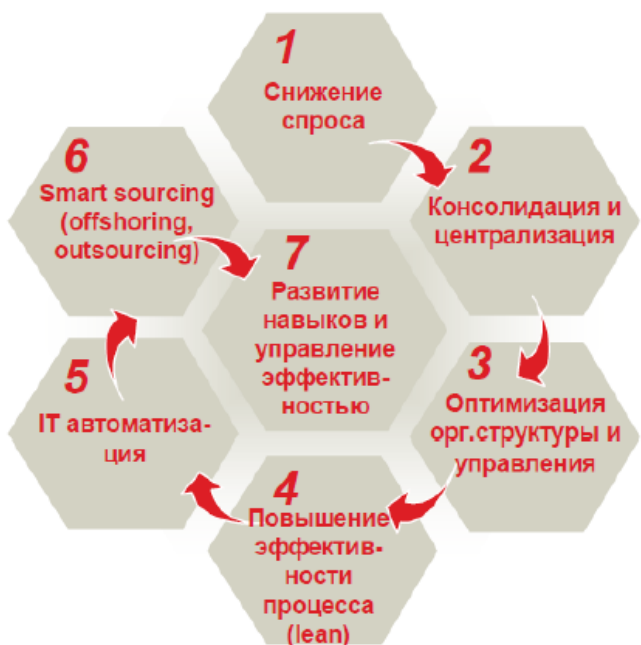 1
Снижение
спроса
2
Консолидация и
централизация
3
Оптимизация
орг.структуры и
управления
4
Повышение
эффектив-
ности
процесса
(lean)
5
IT автоматиза-
ция
6
Smart sourcing
(offshoring,
outsourcing)
7
Развитие
навыков и
управление
эффектив-
ностью